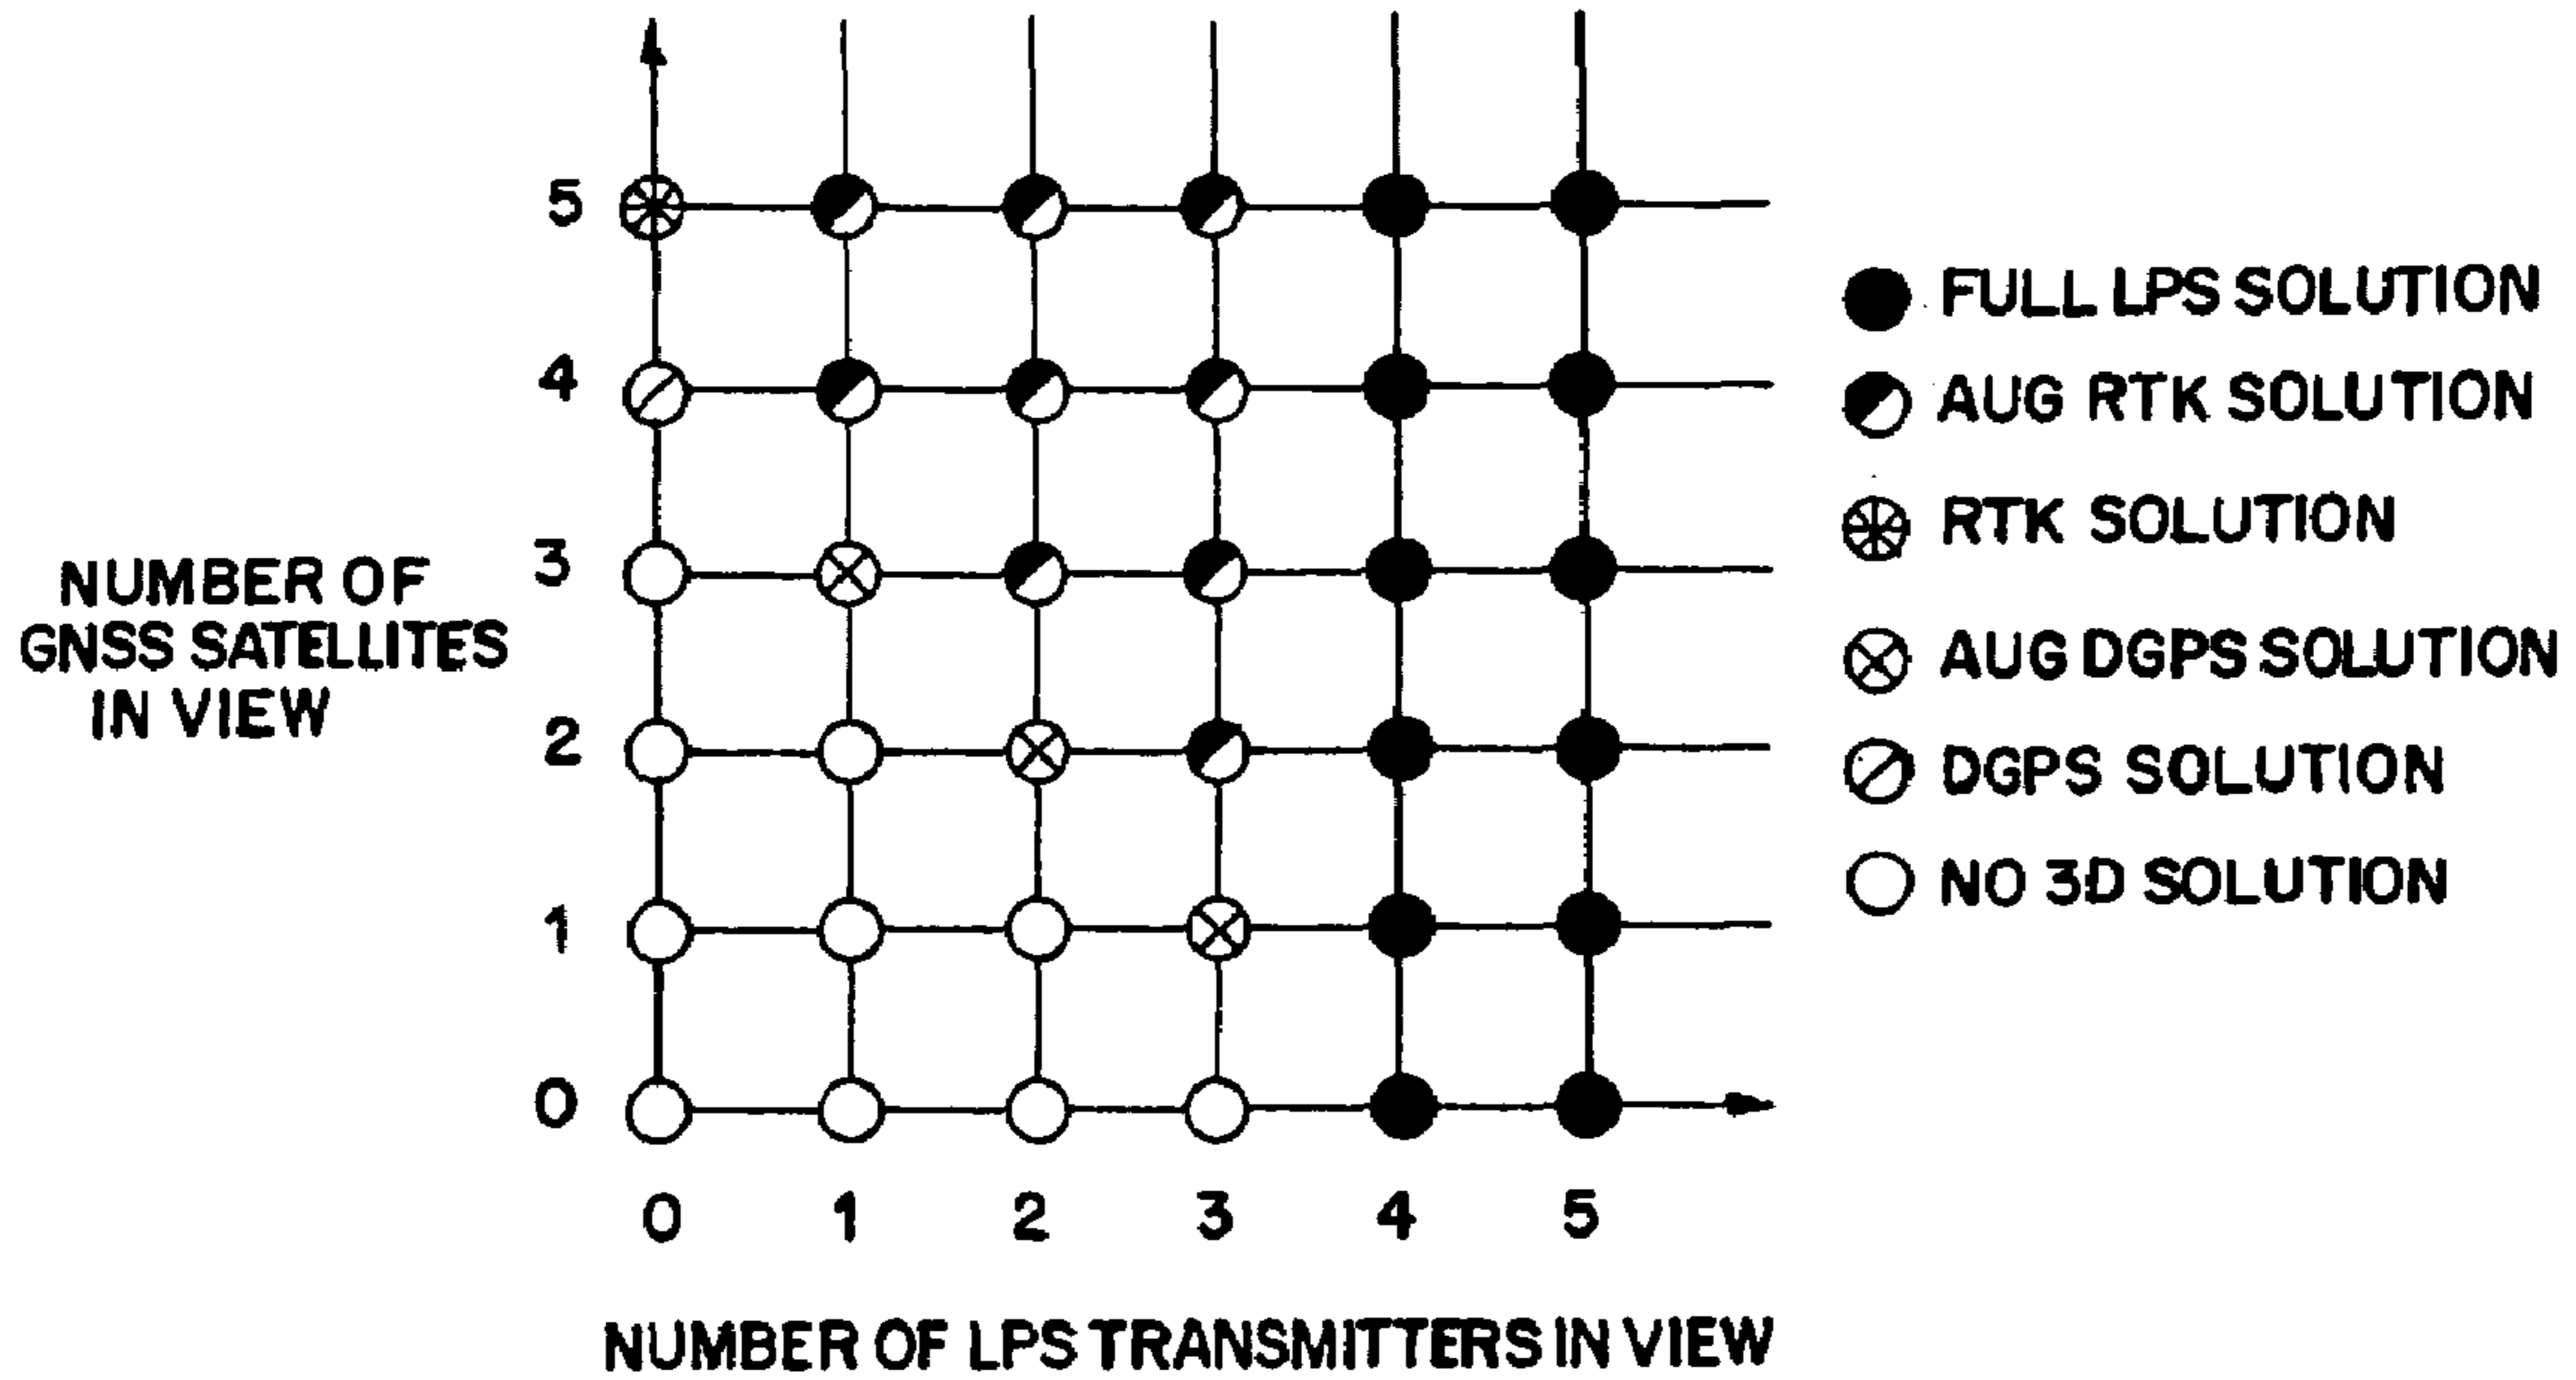 5
4
3
2
1
0
NUMBER OF
GNSS SATELLITES
IN VIEW
0 1 2 3 4 5
NUMBER OF LPS TRANSMITTERS IN VIEW
FULL LPS SOLUTION
AUG RTK SOLUTION
RTK SOLUTION
AUG DGPS SOLUTION
DGPS SOLUTION
NO 3D SOLUTION